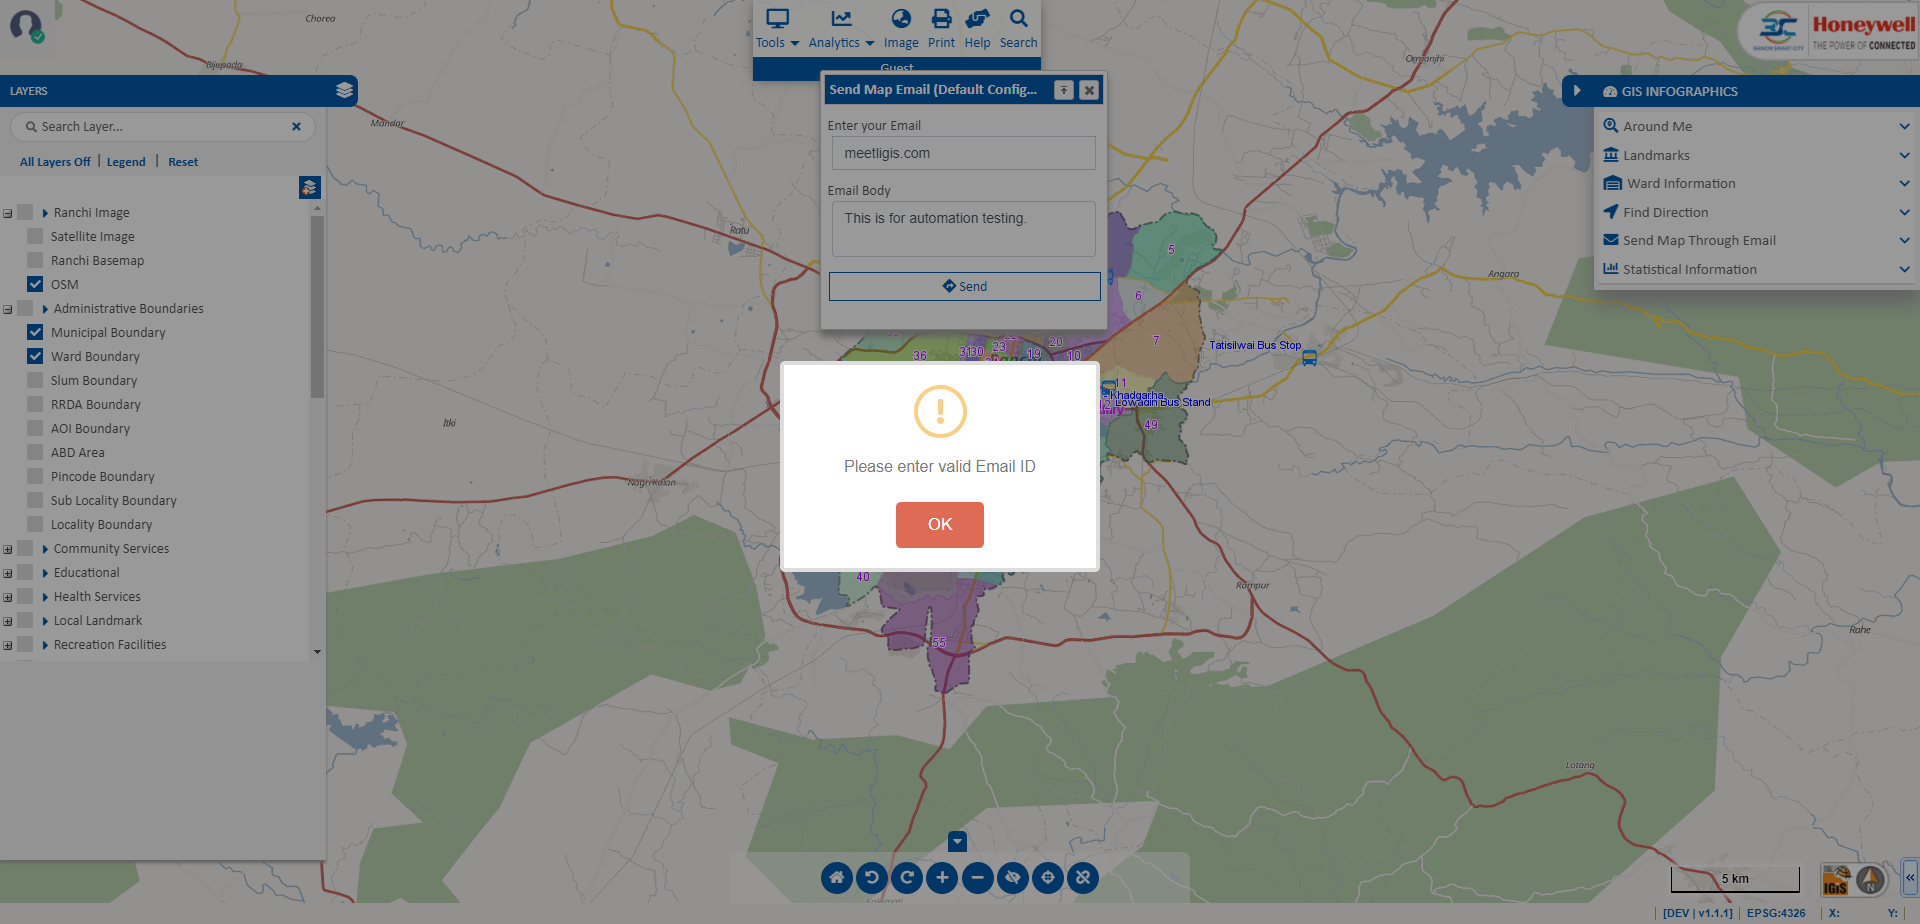 Chorea
Bijupada
Mandar
Ormanjhi
Tools
Analytics
Image
Print
Help
Search
Guest
RANCHI SMART CITY
Honeywell
THE POWER OF CONNECTED
LAYERS
Search Layer...
All Layers Off
Legend
Reset
Ranchi Image
Satellite Image
Ranchi Basemap
OSM
Administrative Boundaries
Municipal Boundary
Ward Boundary
Slum Boundary
RRDA Boundary
AOI Boundary
ABD Area
Pincode Boundary
Sub Locality Boundary
Locality Boundary
Community Services
Educational
Health Services
Local Landmark
Recreation Facilities
Send Map Email (Default Config...
Enter your Email
meetligis.com
Email Body
This is for automation testing.
Send
GIS INFOGRAPHICS
Around Me
Landmarks
Ward Information
Find Direction
Send Map Through Email
Statistical Information
Ratu
Angara
Itki
Nagri Kalan
5
6
7
Tatisilwai Bus Stop
36
31
30
23
19
20
10
11
Khadgarha
Lowadih Bus Stand
49
Please enter valid Email ID
OK
40
55
Rampur
Rahe
Lotang
5 km
IGiS
N
[DEV | v1.1.1]
EPSG:4326
X:
Y: